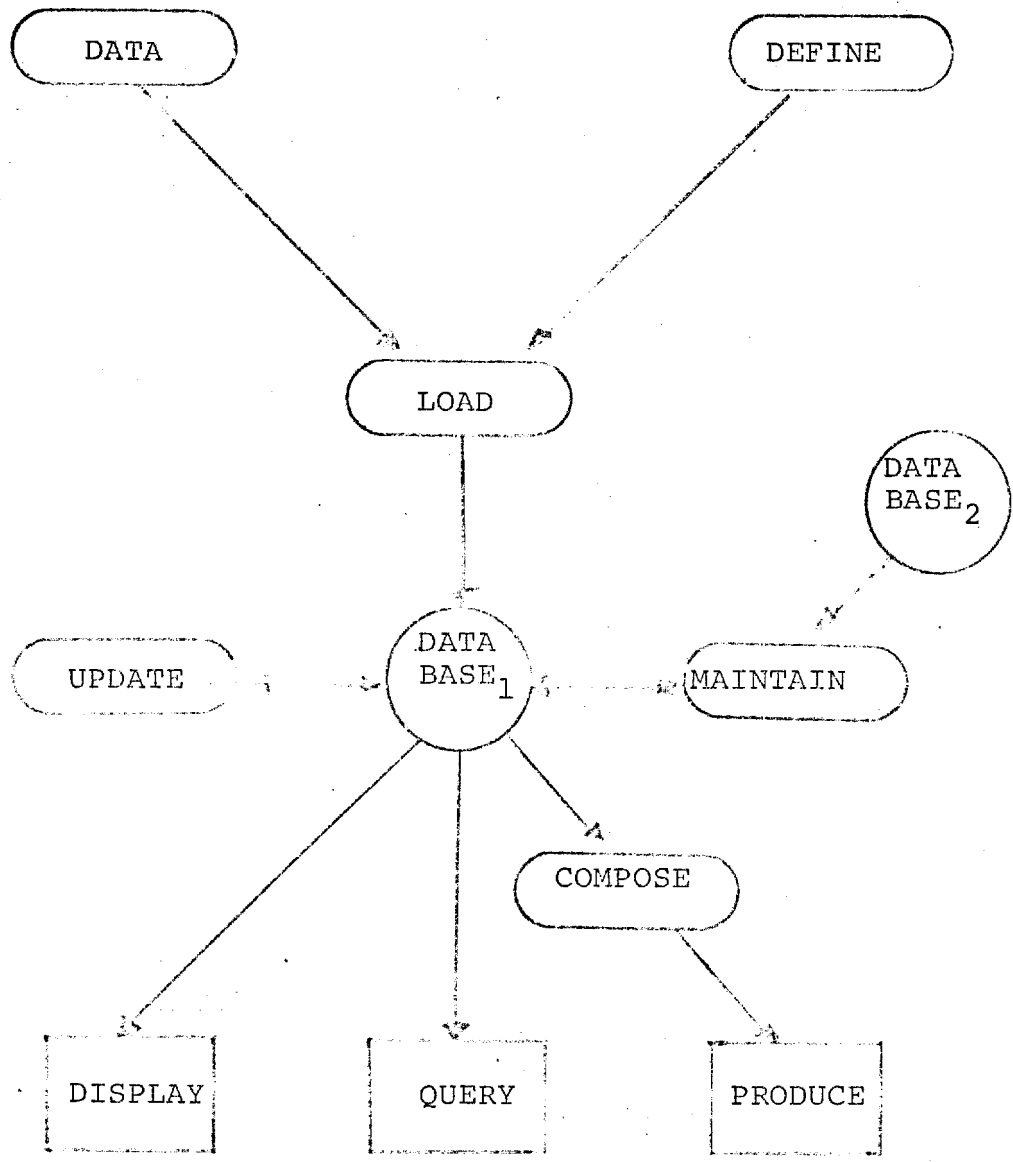 DATA
DEFINE
LOAD
DATA
BASE2
DATA
BASE1
UPDATE
MAINTAIN
COMPOSE
DISPLAY
QUERY
PRODUCE